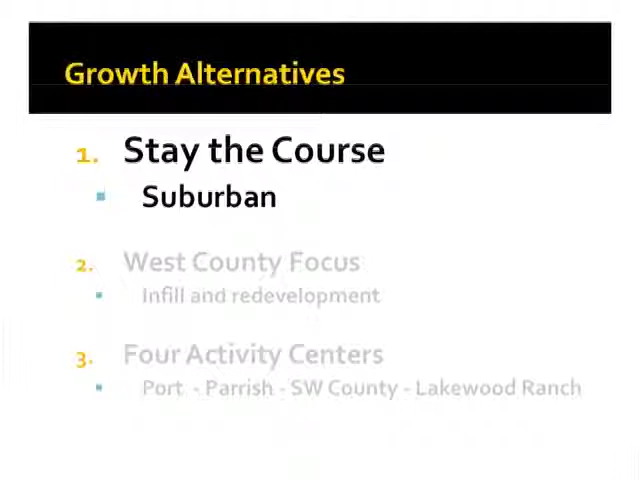 Growth Alternatives
1. Stay the Course
▪ Suburban
2. West County Focus
▪ Infill and redevelopment
3. Four Activity Centers
▪ Port - Parrish - SW County - Lakewood Ranch